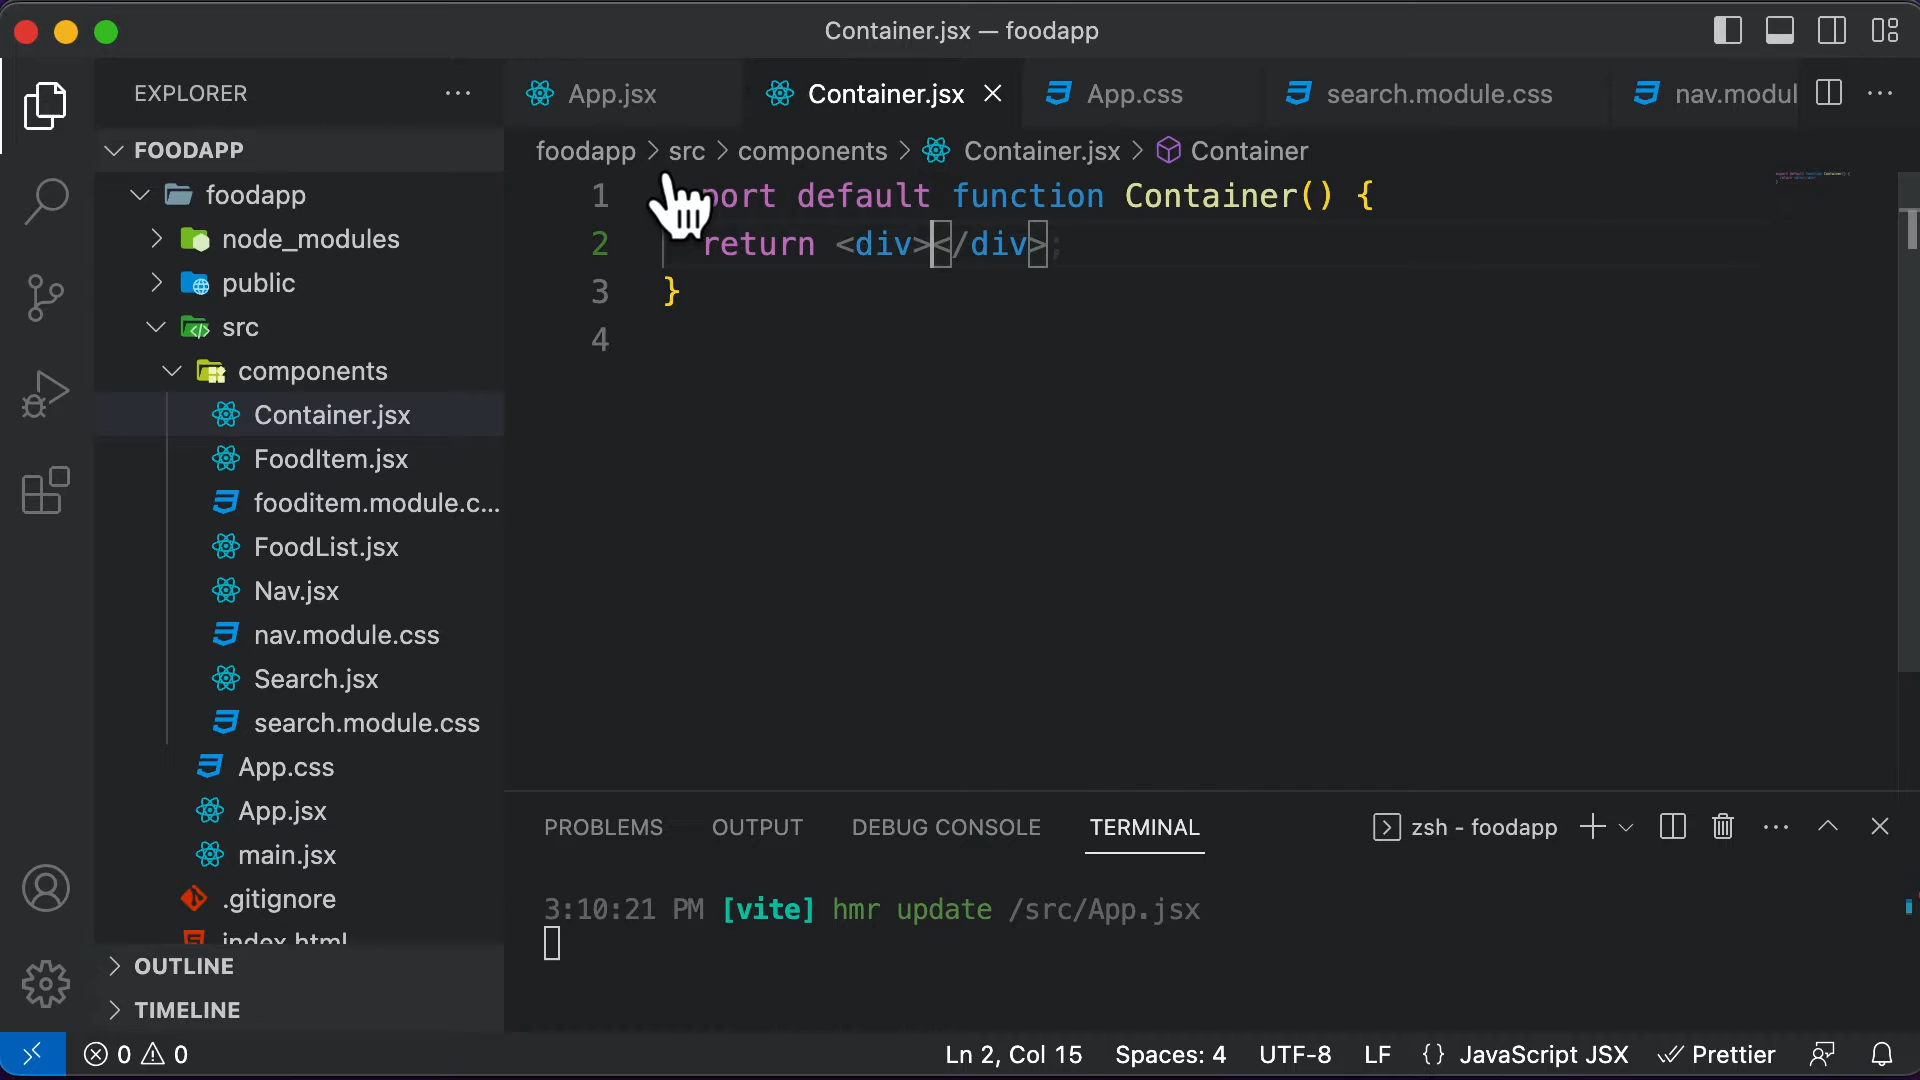 Container.jsx — foodapp
EXPLORER
App.jsx
Container.jsx
App.css
search.module.css
nav.modul
FOODAPP
foodapp > src > components > Container.jsx > Container
foodapp
node_modules
public
src
components
Container.jsx
FoodItem.jsx
fooditem.module.c...
FoodList.jsx
Nav.jsx
nav.module.css
Search.jsx
search.module.css
App.css
App.jsx
main.jsx
.gitignore
index.html
OUTLINE
TIMELINE
1 port default function Container() {
2 return <div></div>;
3 }
4
PROBLEMS
OUTPUT
DEBUG CONSOLE
TERMINAL
zsh - foodapp
3:10:21 PM [vite] hmr update /src/App.jsx
0 0
Ln 2, Col 15
Spaces: 4
UTF-8
LF
{} JavaScript JSX
Prettier